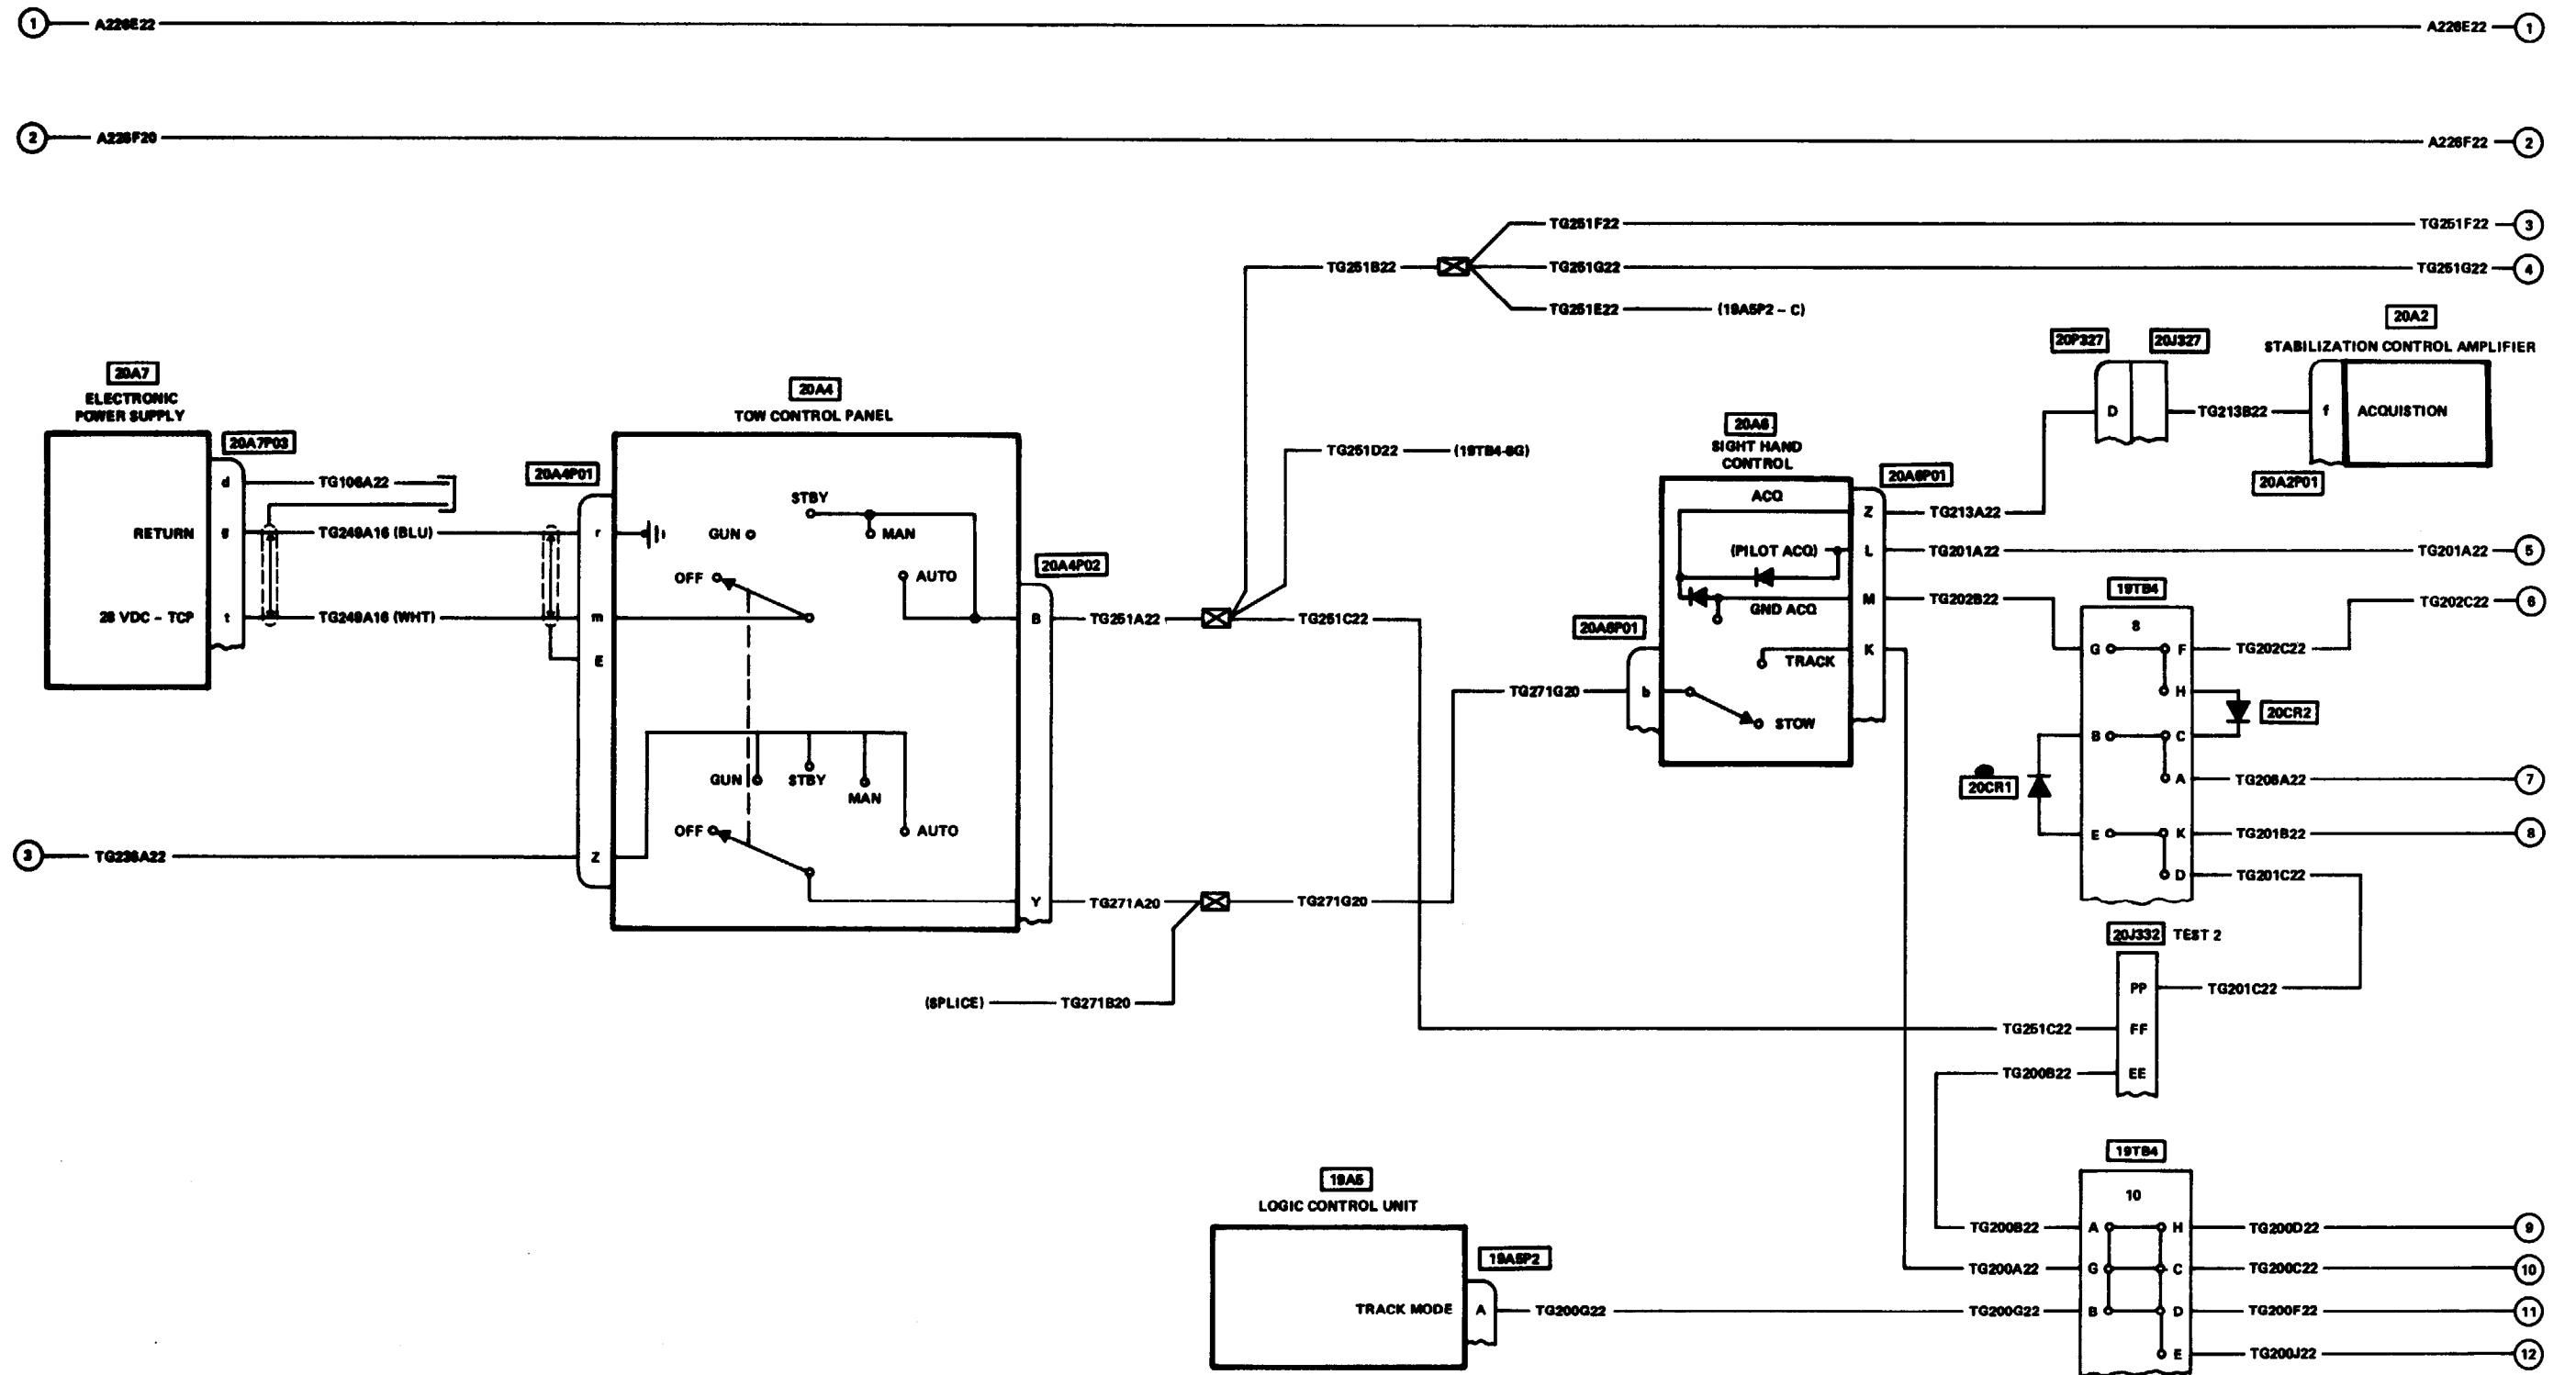 1 A226E22 A226E22 1
2 A226F20 A226F22 2
TG251F22 TG251F22 3
TG251B22 TG251G22 TG251G22 4
TG251E22 (19A5P2 – C)
20A2
20P327 20J327
STABILIZATION CONTROL AMPLIFIER
D TG213B22 f ACQUISTION
20A2P01
20A7
ELECTRONIC
POWER SUPPLY
20A7P03
d TG106A22
RETURN g TG249A16 (BLU)
28 VDC – TCP t TG249A16 (WHT)
20A4
TOW CONTROL PANEL
20A4P01
r
m
E
Z
STBY
GUN MAN
OFF AUTO
GUN STBY
MAN
OFF AUTO
20A4P02
B TG251A22 TG251C22
TG251D22 (19TB4-8G)
Y TG271A20 TG271G20
(SPLICE) TG271B20
3 TG236A22
20A6
SIGHT HAND
CONTROL
20A6P01
ACQ Z TG213A22
(PILOT ACQ) L TG201A22 TG201A22 5
GND ACQ M TG202B22
TRACK K
20A6P01
TG271G20 b
STOW
19TB4
8
TG202C22 6
G F TG202C22
H
20CR2
B C
20CR1
A TG206A22 7
E K TG201B22 8
D TG201C22
20J332 TEST 2
PP TG201C22
TG251C22 FF
TG200B22 EE
19A5
LOGIC CONTROL UNIT
19A5P2
TRACK MODE A TG200G22
19TB4
10
TG200B22 A H TG200D22 9
TG200A22 G C TG200C22 10
TG200G22 B D TG200F22 11
E TG200J22 12